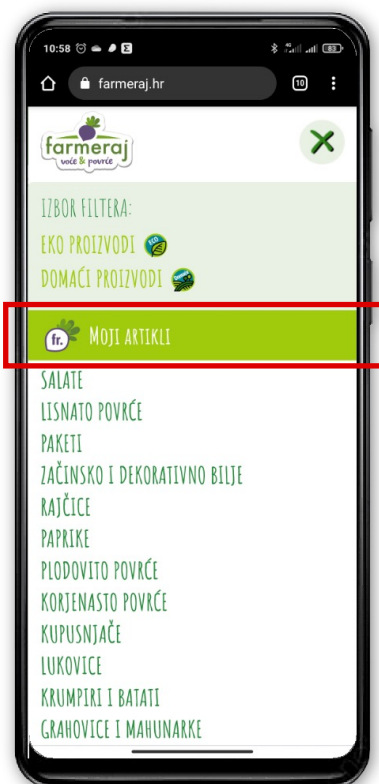 10:58
83
farmeraj.hr
10
farmeraj
voće & povrće
IZBOR FILTERA:
EKO PROIZVODI
DOMAĆI PROIZVODI
fr.
MOJI ARTIKLI
SALATE
LISNATO POVRĆE
PAKETI
ZAČINSKO I DEKORATIVNO BILJE
RAJČICE
PAPRIKE
PLODOVITO POVRĆE
KORJENASTO POVRĆE
KUPUSNJAČE
LUKOVICE
KRUMPIRI I BATATI
GRAHOVICE I MAHUNARKE